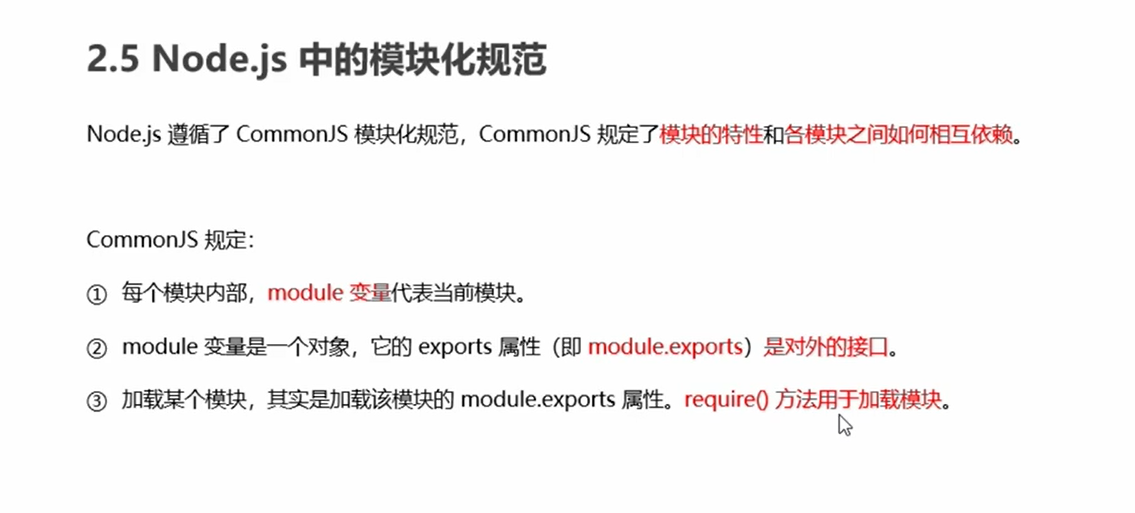 2.5 Node.js 中的模块化规范
Node.js 遵循了 CommonJS 模块化规范，CommonJS 规定了模块的特性和各模块之间如何相互依赖。
CommonJS 规定：
① 每个模块内部，module 变量代表当前模块。
② module 变量是一个对象，它的 exports 属性（即 module.exports）是对外的接口。
③ 加载某个模块，其实是加载该模块的 module.exports 属性。require() 方法用于加载模块。